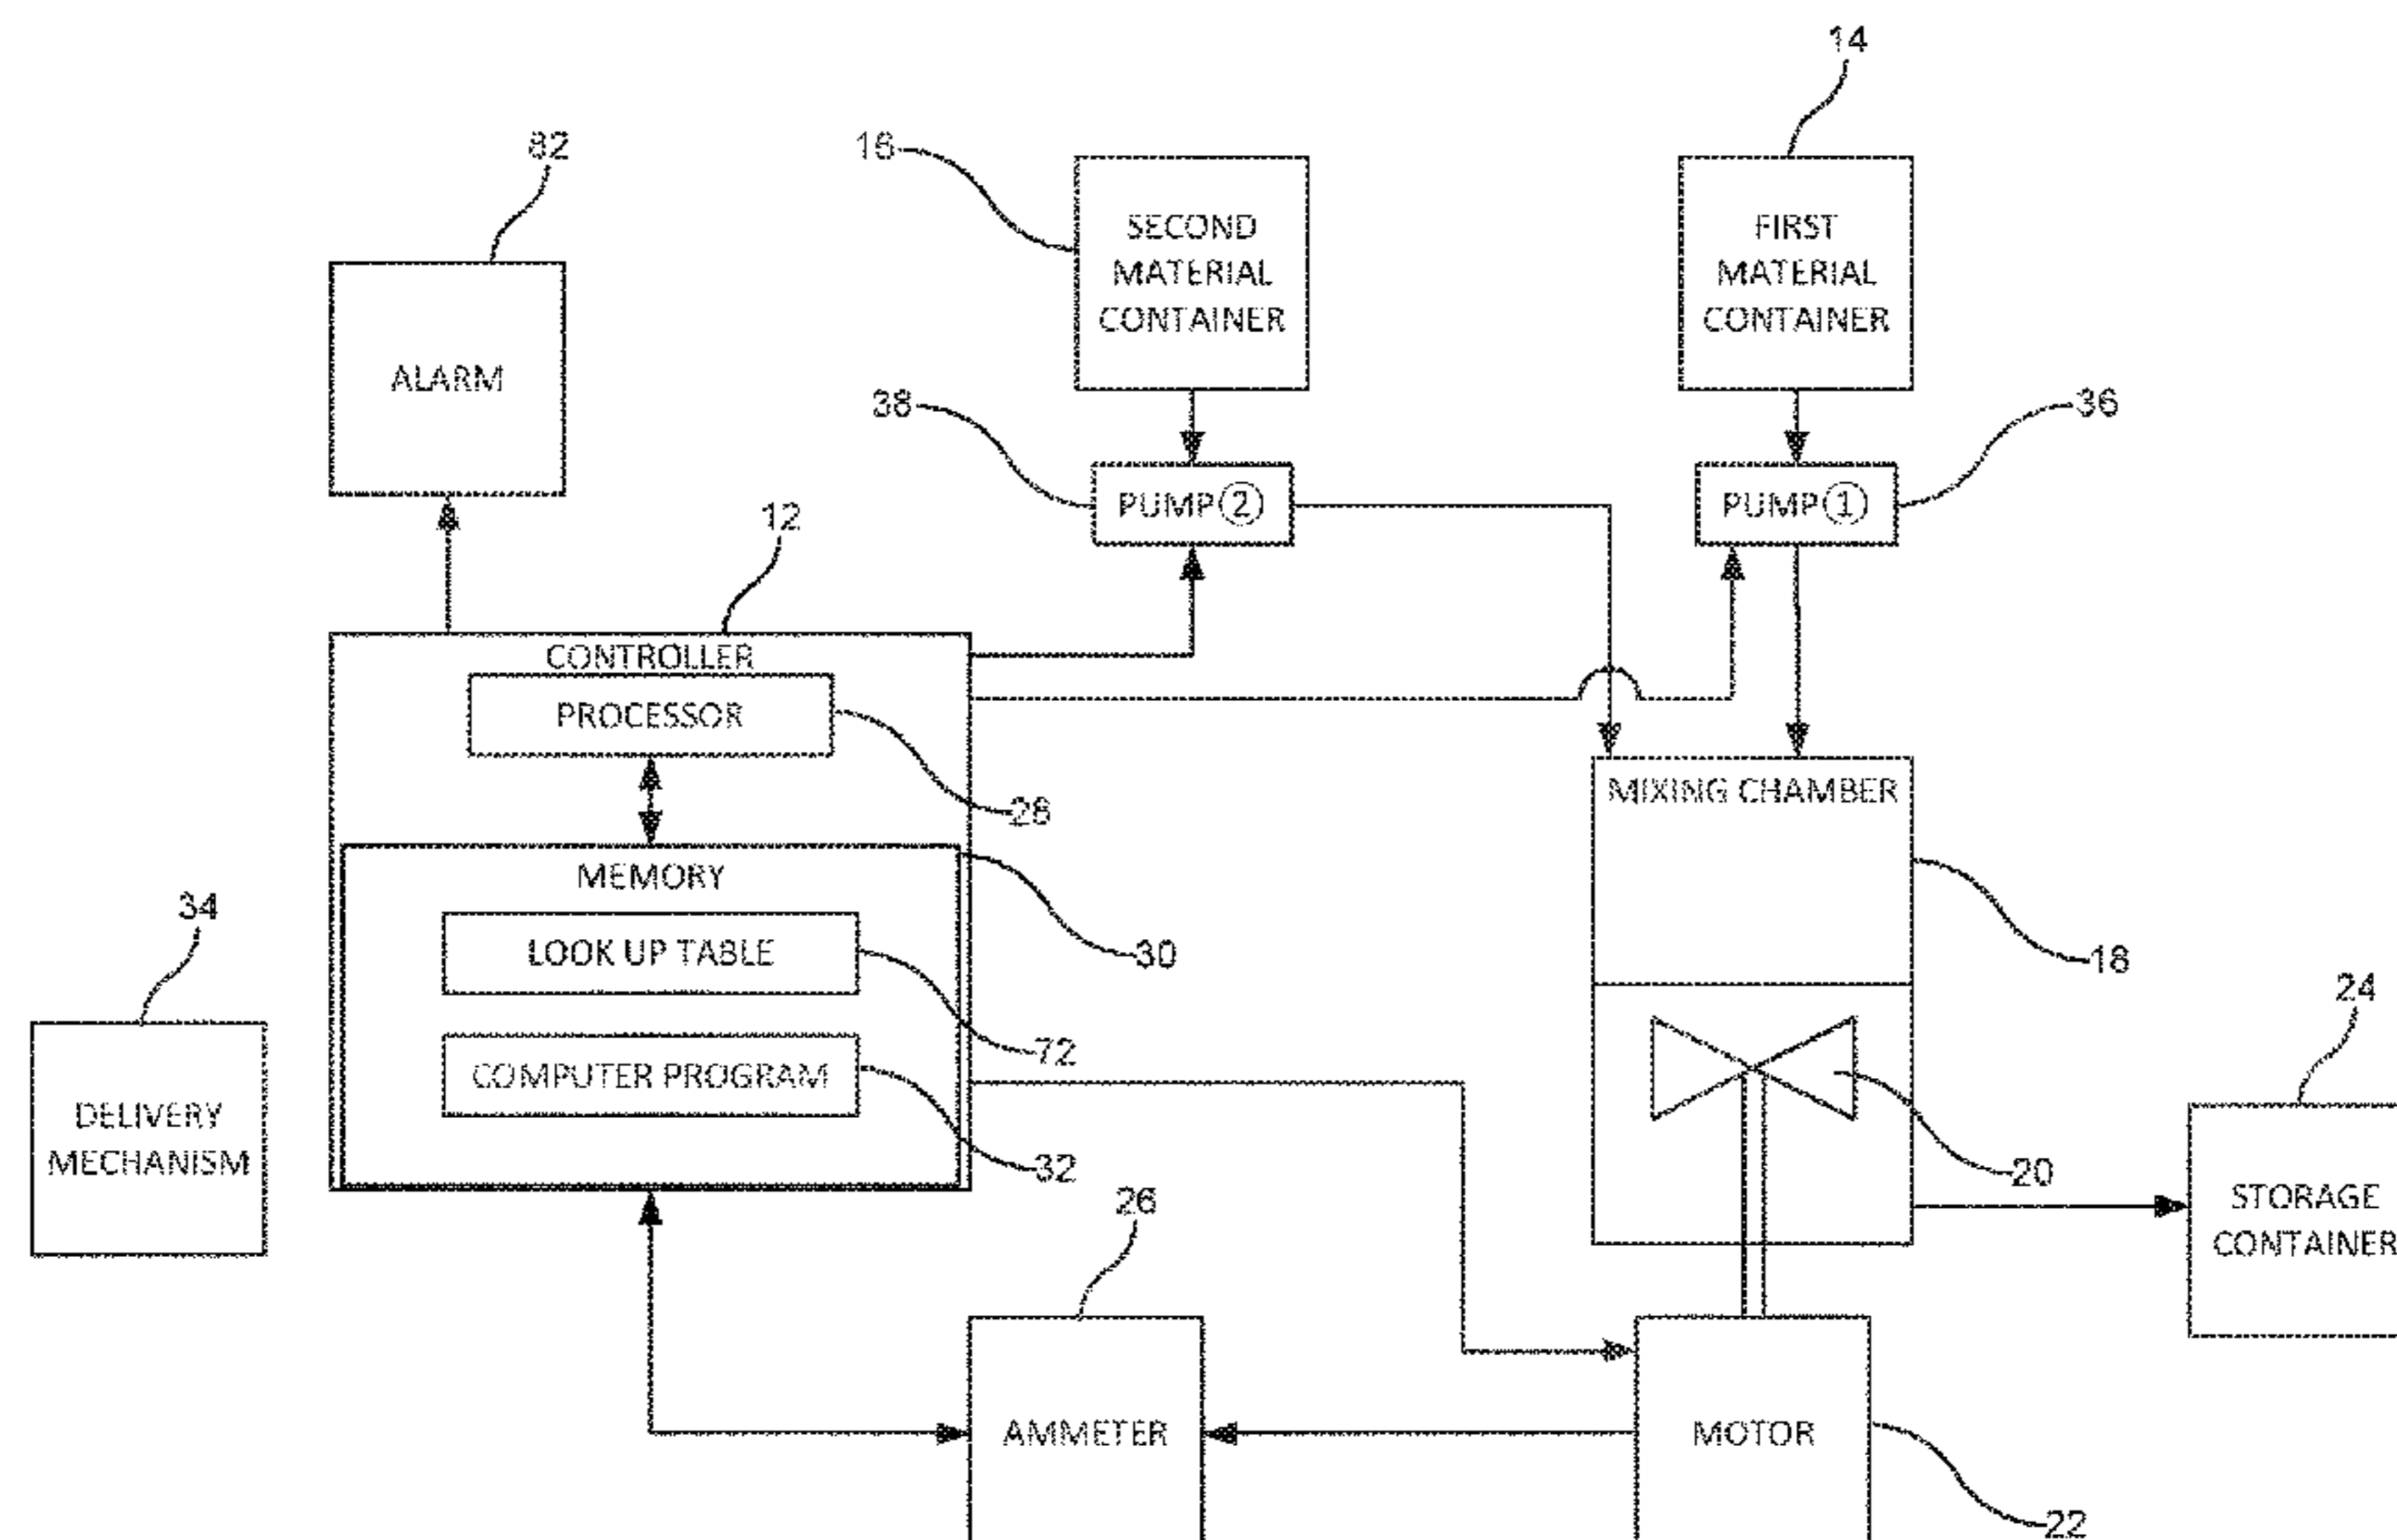 14
82
16
SECOND
MATERIAL
CONTAINER
FIRST
MATERIAL
CONTAINER
ALARM
38
36
PUMP②
PUMP①
12
CONTROLLER
PROCESSOR
28
MIXING CHAMBER
MEMORY
34
LOOK UP TABLE
30
18
24
72
COMPUTER PROGRAM
DELIVERY
MECHANISM
32
20
26
STORAGE
CONTAINER
AMMETER
MOTOR
22